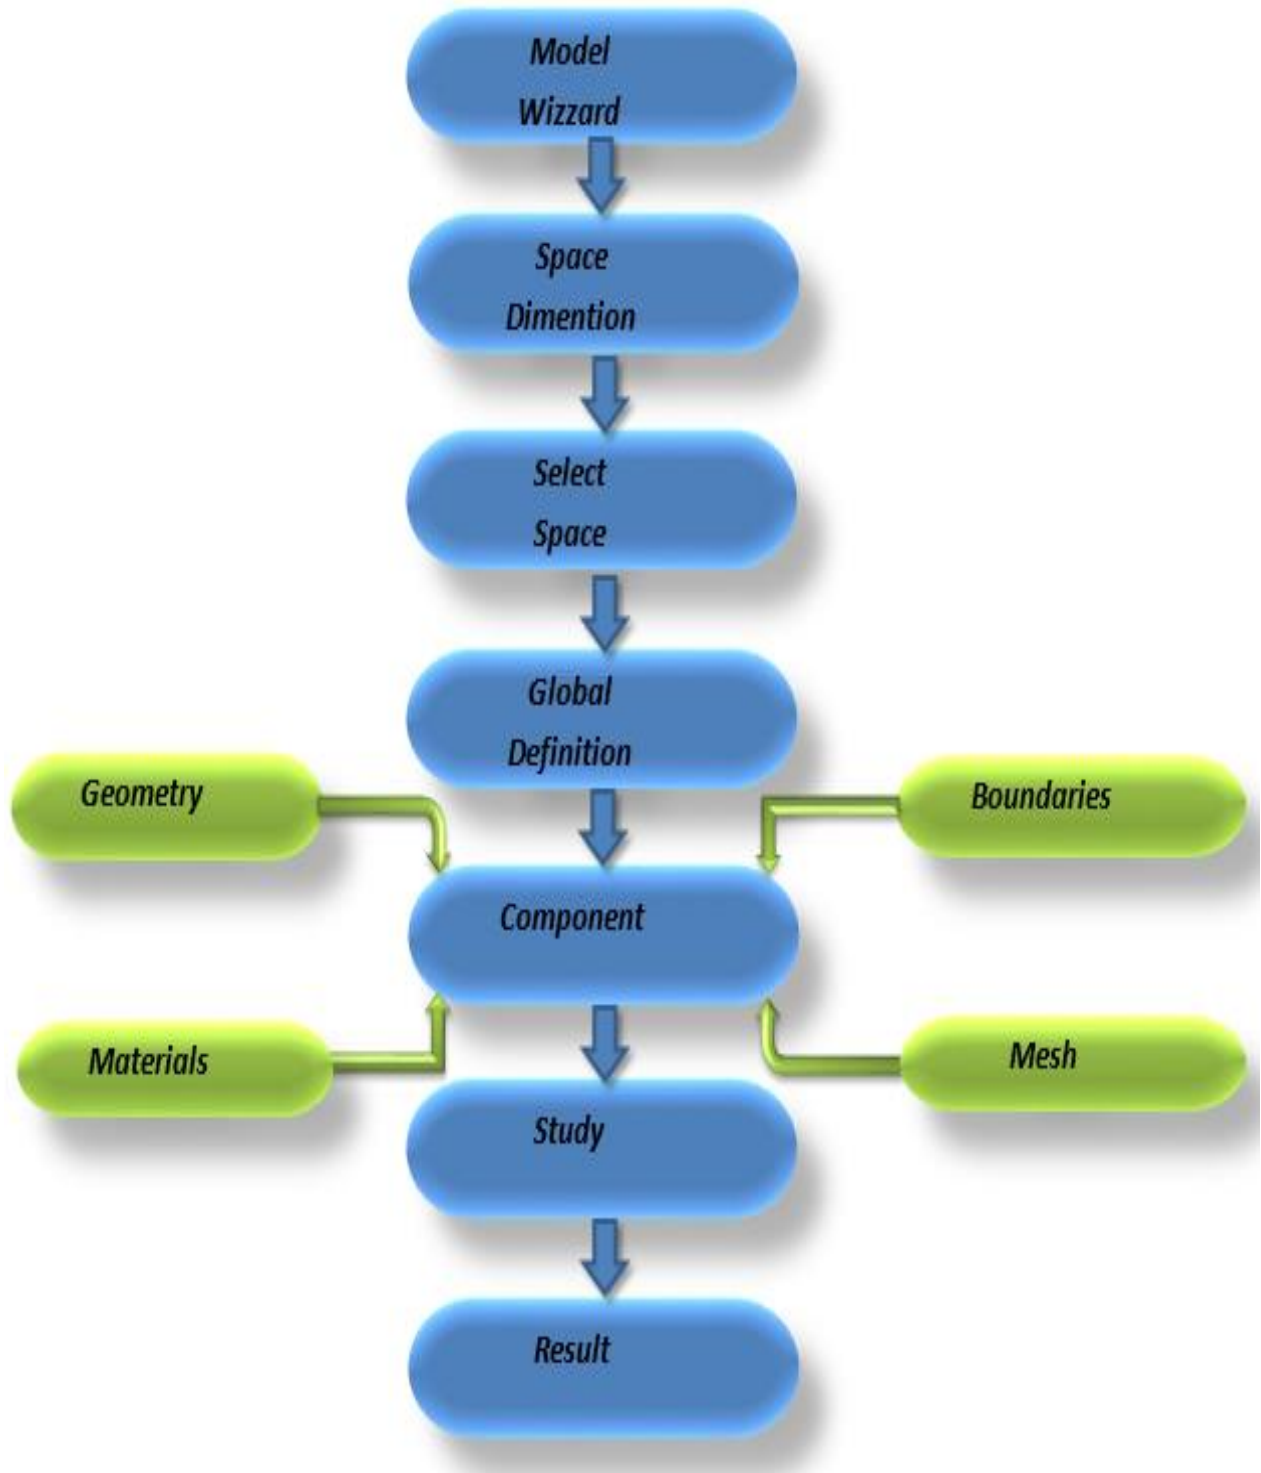 Model
Wizzard
Space
Dimention
Select
Space
Global
Definition
Geometry
Boundaries
Component
Materials
Mesh
Study
Result